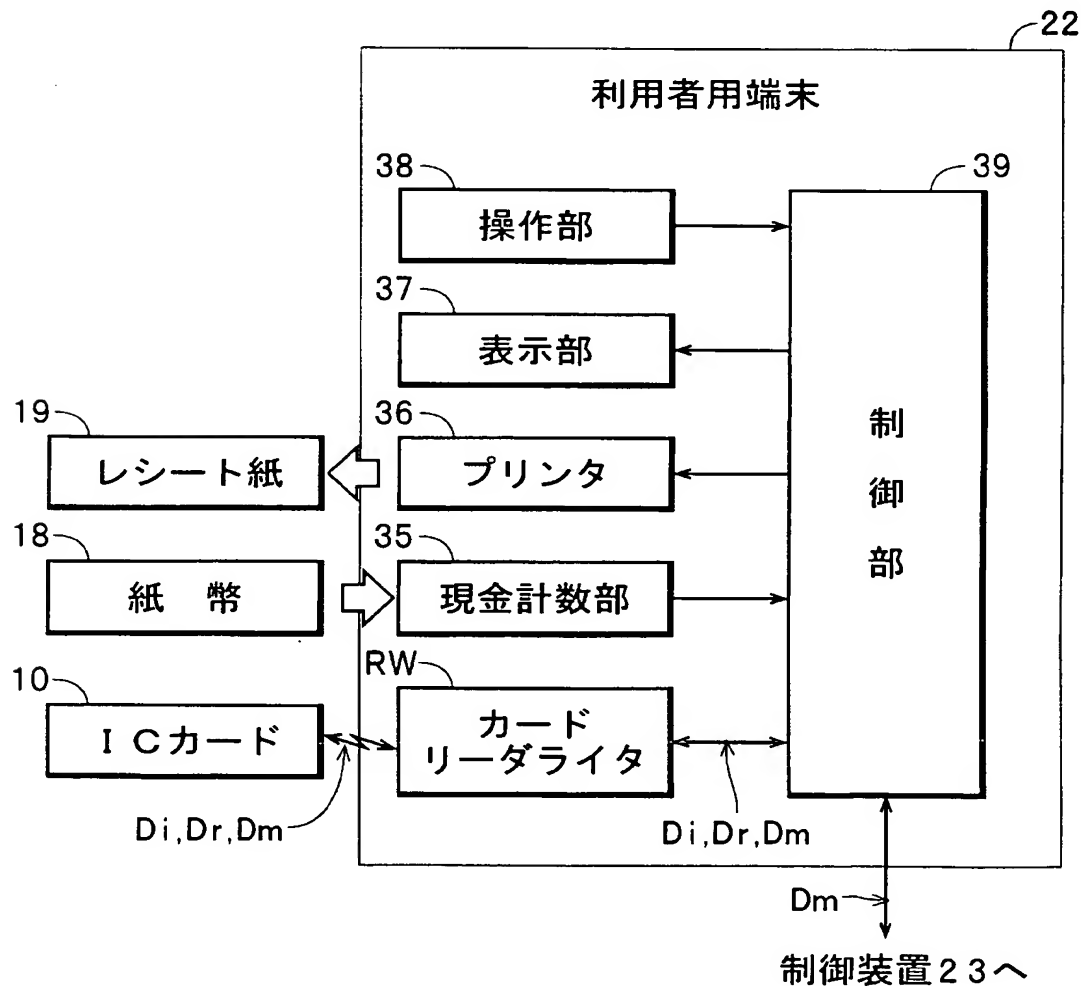 22
利用者用端末
38
39
操作部
37
表示部
19
36
制御部
レシート紙
プリンタ
18
35
紙 幣
現金計数部
10
RW
ICカード
カード
リーダライタ
Di,Dr,Dm
Di,Dr,Dm
Dm
制御装置23へ